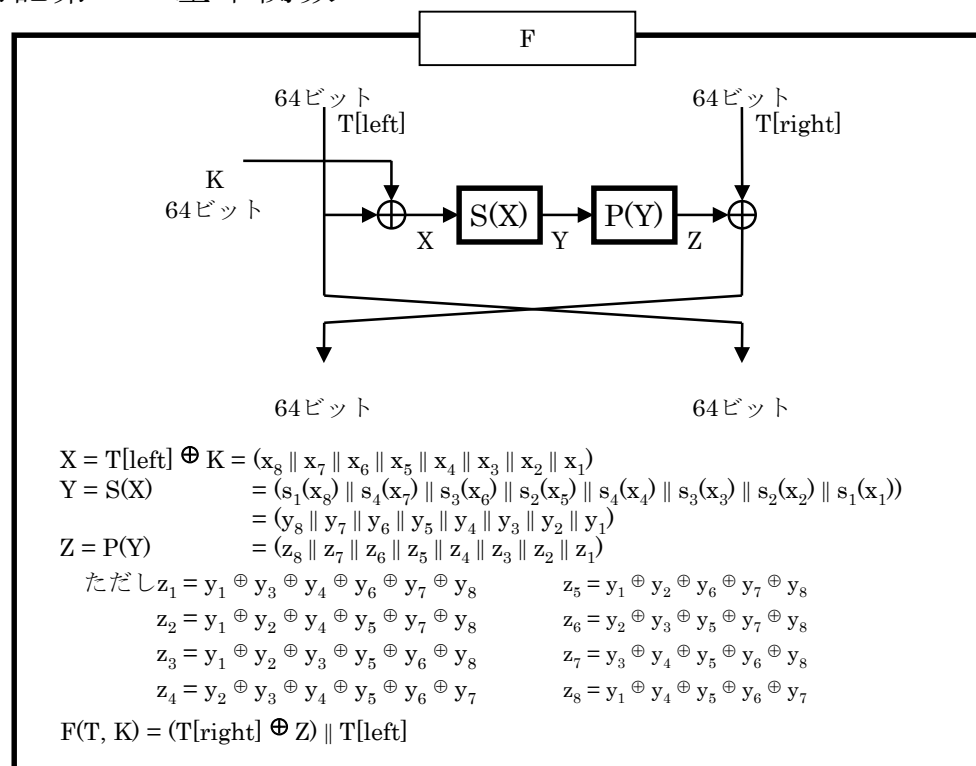 F
64ビット
64ビット
T[left]
T[right]
K
64ビット
S(X)
P(Y)
X
Y
Z
64ビット
64ビット
X = T[left] ⊕ K = (x₈ ‖ x₇ ‖ x₆ ‖ x₅ ‖ x₄ ‖ x₃ ‖ x₂ ‖ x₁)
Y = S(X) = (s₁(x₈) ‖ s₄(x₇) ‖ s₃(x₆) ‖ s₂(x₅) ‖ s₄(x₄) ‖ s₃(x₃) ‖ s₂(x₂) ‖ s₁(x₁))
= (y₈ ‖ y₇ ‖ y₆ ‖ y₅ ‖ y₄ ‖ y₃ ‖ y₂ ‖ y₁)
Z = P(Y) = (z₈ ‖ z₇ ‖ z₆ ‖ z₅ ‖ z₄ ‖ z₃ ‖ z₂ ‖ z₁)
ただしz₁ = y₁ ⊕ y₃ ⊕ y₄ ⊕ y₆ ⊕ y₇ ⊕ y₈ z₅ = y₁ ⊕ y₂ ⊕ y₆ ⊕ y₇ ⊕ y₈
z₂ = y₁ ⊕ y₂ ⊕ y₄ ⊕ y₅ ⊕ y₇ ⊕ y₈ z₆ = y₂ ⊕ y₃ ⊕ y₅ ⊕ y₇ ⊕ y₈
z₃ = y₁ ⊕ y₂ ⊕ y₃ ⊕ y₅ ⊕ y₆ ⊕ y₈ z₇ = y₃ ⊕ y₄ ⊕ y₅ ⊕ y₆ ⊕ y₈
z₄ = y₂ ⊕ y₃ ⊕ y₄ ⊕ y₅ ⊕ y₆ ⊕ y₇ z₈ = y₁ ⊕ y₄ ⊕ y₅ ⊕ y₆ ⊕ y₇
F(T, K) = (T[right] ⊕ Z) ‖ T[left]